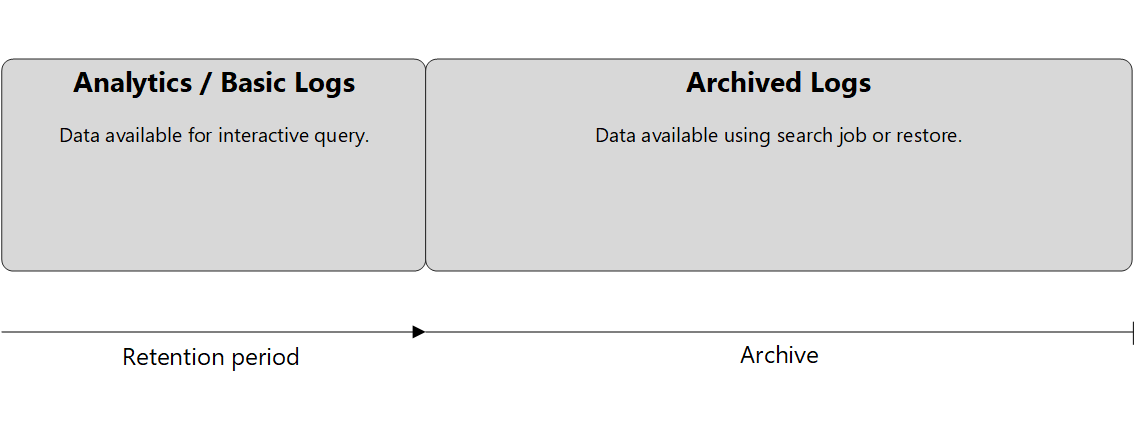 Analytics / Basic Logs
Data available for interactive query.
Archived Logs
Data available using search job or restore.
Retention period
Archive